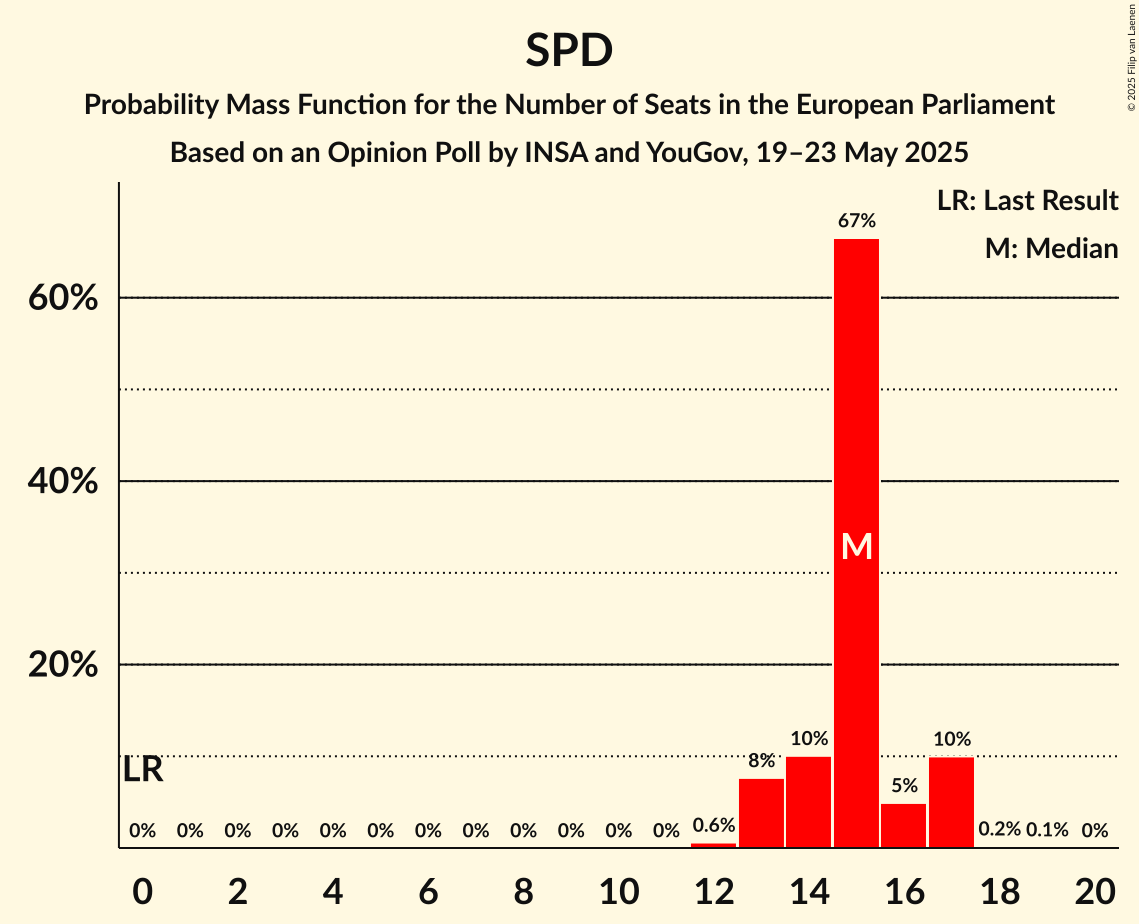 SPD
Probability Mass Function for the Number of Seats in the European Parliament
Based on an Opinion Poll by INSA and YouGov, 19–23 May 2025
© 2025 Filip van Laenen
LR: Last Result
M: Median
67%
60%
40%
M
20%
LR
10%
10%
8%
5%
0% 0% 0% 0% 0% 0% 0% 0% 0% 0% 0% 0% 0.6% 0.2% 0.1% 0%
0 2 4 6 8 10 12 14 16 18 20